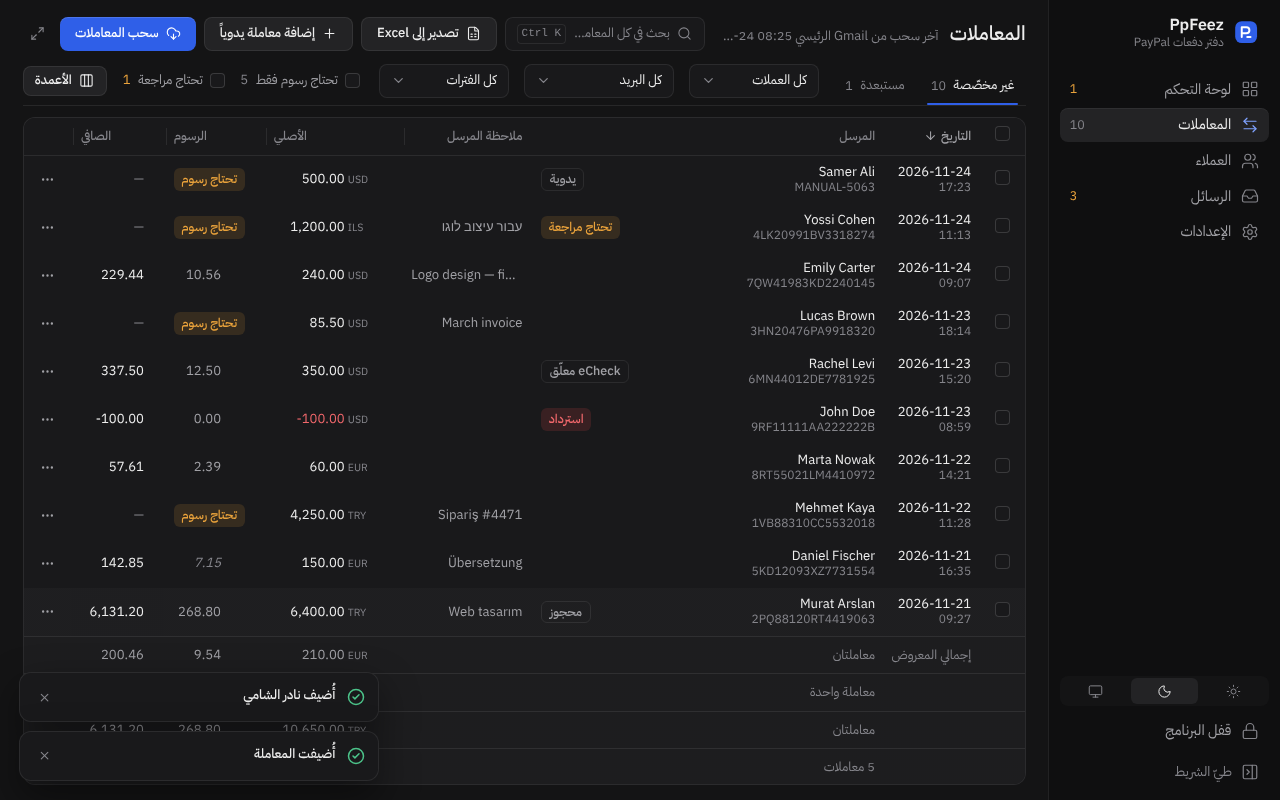 PpFeez
دفتر دفعات PayPal
لوحة التحكم 1
المعاملات 10
العملاء
الرسائل 3
الإعدادات
قفل البرنامج
طيّ الشريط
المعاملات
آخر سحب من Gmail الرئيسي 08:25 24-...
بحث في كل المعامـ... Ctrl K
تصدير إلى Excel
إضافة معاملة يدوياً
سحب المعاملات
غير مخصّصة 10
مستبعدة 1
كل العملات
كل البريد
كل الفترات
تحتاج رسوم فقط 5
تحتاج مراجعة 1
الأعمدة
التاريخ المرسل ملاحظة المرسل الأصلي الرسوم الصافي
2026-11-24 Samer Ali يدوية 500.00 USD تحتاج رسوم —
17:23 MANUAL-5063
2026-11-24 Yossi Cohen تحتاج مراجعة עבור עיצוב לוגו 1,200.00 ILS تحتاج رسوم —
11:13 4LK20991BV3318274
2026-11-24 Emily Carter Logo design — fi... 240.00 USD 10.56 229.44
09:07 7QW41983KD2240145
2026-11-23 Lucas Brown March invoice 85.50 USD تحتاج رسوم —
18:14 3HN20476PA9918320
2026-11-23 Rachel Levi eCheck معلّق 350.00 USD 12.50 337.50
15:20 6MN44012DE7781925
2026-11-23 John Doe استرداد -100.00 USD 0.00 -100.00
08:59 9RF11111AA222222B
2026-11-22 Marta Nowak 60.00 EUR 2.39 57.61
14:21 8RT55021LM4410972
2026-11-22 Mehmet Kaya Sipariş #4471 4,250.00 TRY تحتاج رسوم —
11:28 1VB88310CC5532018
2026-11-21 Daniel Fischer Übersetzung 150.00 EUR 7.15 142.85
16:35 5KD12093XZ7731554
2026-11-21 Murat Arslan محجوز Web tasarım 6,400.00 TRY 268.80 6,131.20
09:27 2PQ88120RT4419063
إجمالي المعروض معاملتان 210.00 EUR 9.54 200.46
معاملة واحدة
معاملتان 10,650.00 TRY 268.80 6,131.20
5 معاملات
أُضيف نادر الشامي
أُضيفت المعاملة